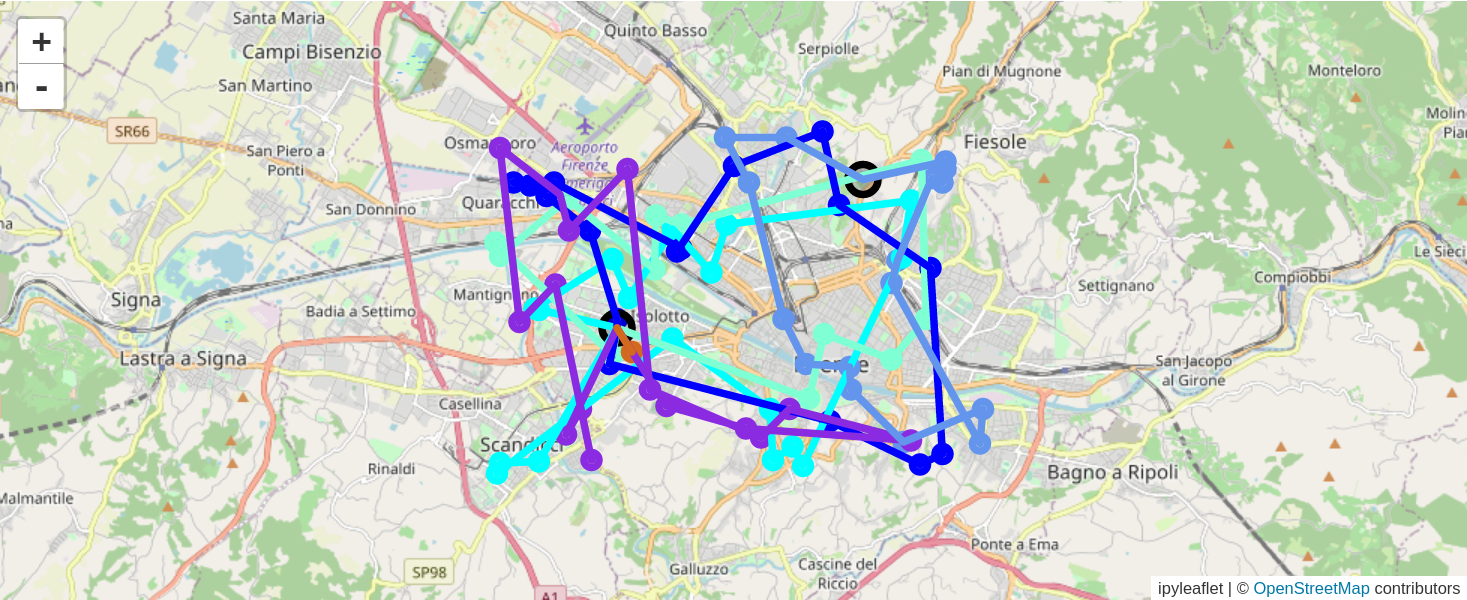 +
-
Santa Maria
Campi Bisenzio
San Martino
SR66
San Piero a
Ponti
San Donnino
Signa
Badia a Settimo
Lastra a Signa
Casellina
Rinaldi
Malmantile
SP98
A1
Quinto Basso
Serpiolle
Pian di Mugnone
Monteloro
Fiesole
Aeroporto
Firenze
Quaracchi
Mantignano
Isolotto
Firenze
Scandicci
Settignano
Compiobbi
Le Sieci
San Jacopo
al Girone
Bagno a Ripoli
Ponte a Ema
Galluzzo
Cascine del
Riccio
ipyleaflet | © OpenStreetMap contributors